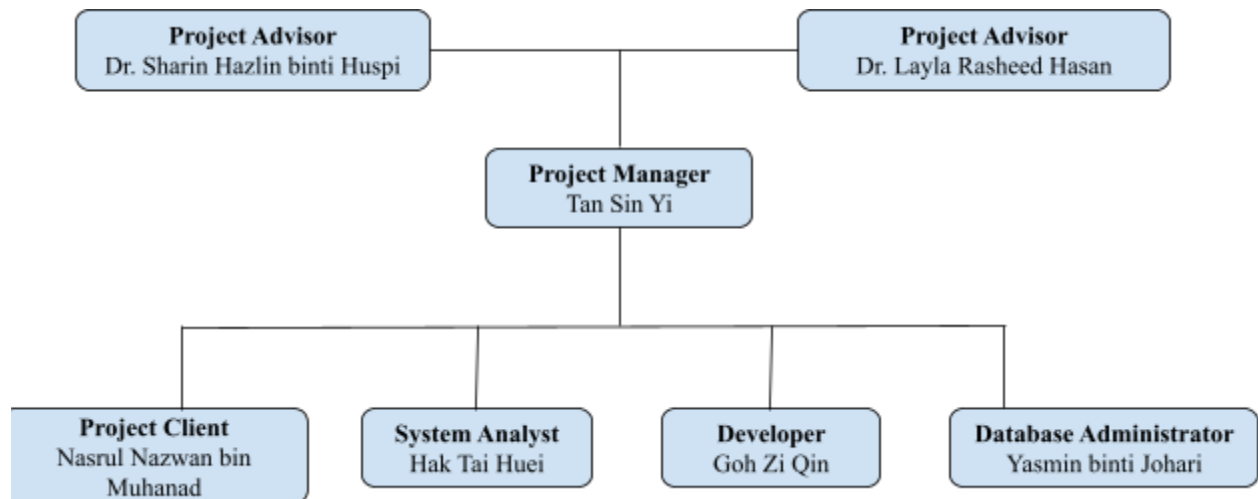 Project Advisor
Dr. Sharin Hazlin binti Huspi
Project Advisor
Dr. Layla Rasheed Hasan
Project Manager
Tan Sin Yi
Project Client
Nasrul Nazwan bin
Muhanad
System Analyst
Hak Tai Huei
Developer
Goh Zi Qin
Database Administrator
Yasmin binti Johari